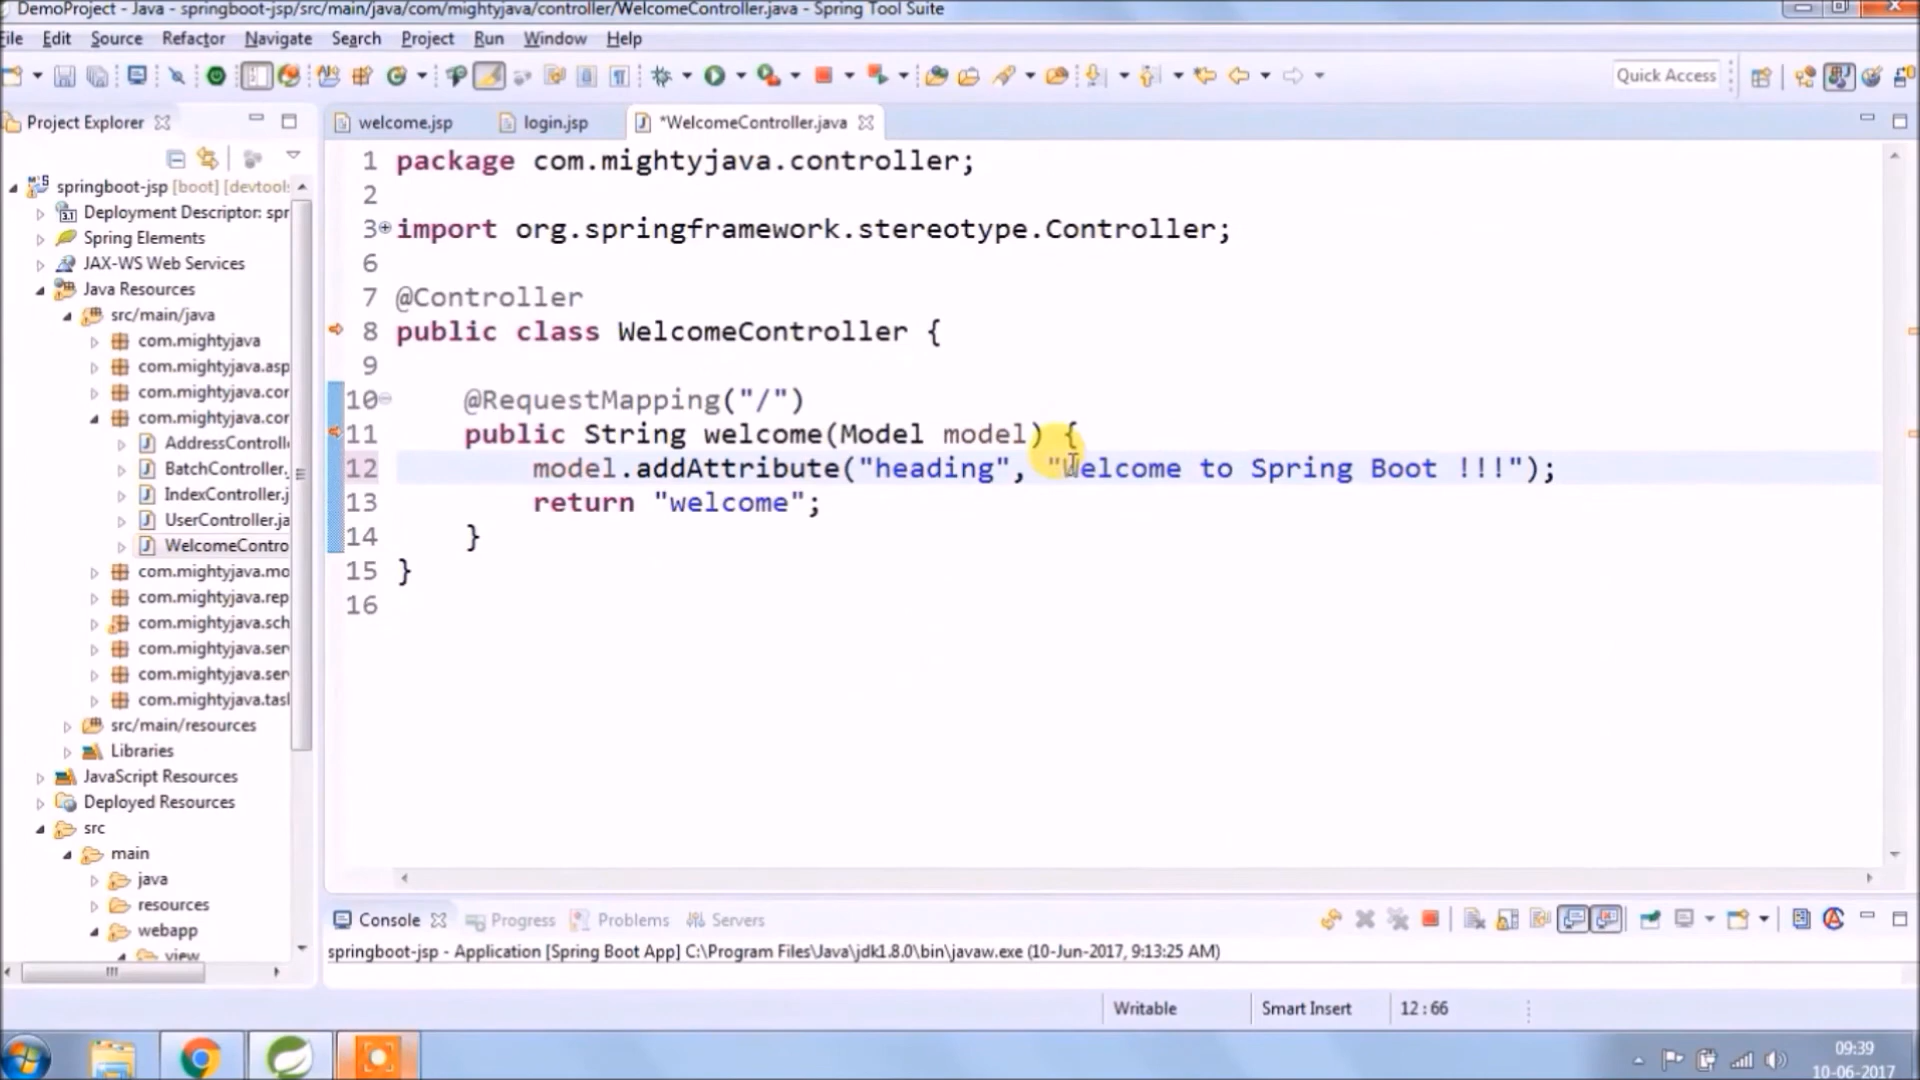 DemoProject - Java - springboot-jsp/src/main/java/com/mightyjava/controller/WelcomeController.java - Spring Tool Suite
File Edit Source Refactor Navigate Search Project Run Window Help
Quick Access
Project Explorer
springboot-jsp [boot] [devtools
Deployment Descriptor: spr
Spring Elements
JAX-WS Web Services
Java Resources
src/main/java
com.mightyjava
com.mightyjava.asp
com.mightyjava.cor
com.mightyjava.cor
AddressControll
BatchController.
IndexController.j
UserController.ja
WelcomeContro
com.mightyjava.mo
com.mightyjava.rep
com.mightyjava.sch
com.mightyjava.ser
com.mightyjava.ser
com.mightyjava.tasl
src/main/resources
Libraries
JavaScript Resources
Deployed Resources
src
main
java
resources
webapp
view
welcome.jsp login.jsp *WelcomeController.java
1 package com.mightyjava.controller;
2
3 import org.springframework.stereotype.Controller;
6
7 @Controller
8 public class WelcomeController {
9
10 @RequestMapping("/")
11 public String welcome(Model model) {
12 model.addAttribute("heading", "Welcome to Spring Boot !!!");
13 return "welcome";
14 }
15 }
16
Console Progress Problems Servers
springboot-jsp - Application [Spring Boot App] C:\Program Files\Java\jdk1.8.0\bin\javaw.exe (10-Jun-2017, 9:13:25 AM)
Writable Smart Insert 12 : 66
09:39
10-06-2017